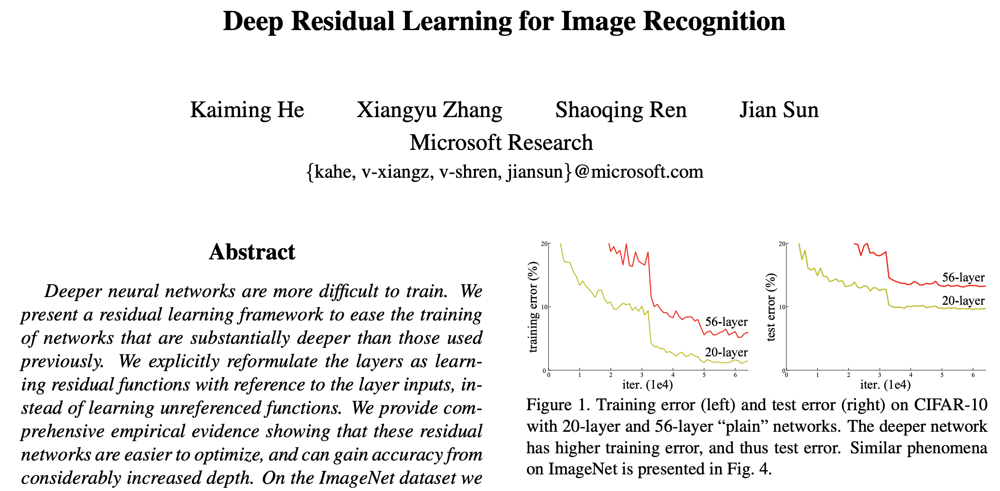 Deep Residual Learning for Image Recognition
Kaiming He Xiangyu Zhang Shaoqing Ren Jian Sun
Microsoft Research
{kahe, v-xiangz, v-shren, jiansun}@microsoft.com
Abstract
Deeper neural networks are more difficult to train. We
present a residual learning framework to ease the training
of networks that are substantially deeper than those used
previously. We explicitly reformulate the layers as learn-
ing residual functions with reference to the layer inputs, in-
stead of learning unreferenced functions. We provide com-
prehensive empirical evidence showing that these residual
networks are easier to optimize, and can gain accuracy from
considerably increased depth. On the ImageNet dataset we
20
10
0
training error (%)
56-layer
20-layer
0 1 2 3 4 5 6
iter. (1e4)
20
10
0
test error (%)
56-layer
20-layer
0 1 2 3 4 5 6
iter. (1e4)
Figure 1. Training error (left) and test error (right) on CIFAR-10
with 20-layer and 56-layer “plain” networks. The deeper network
has higher training error, and thus test error. Similar phenomena
on ImageNet is presented in Fig. 4.